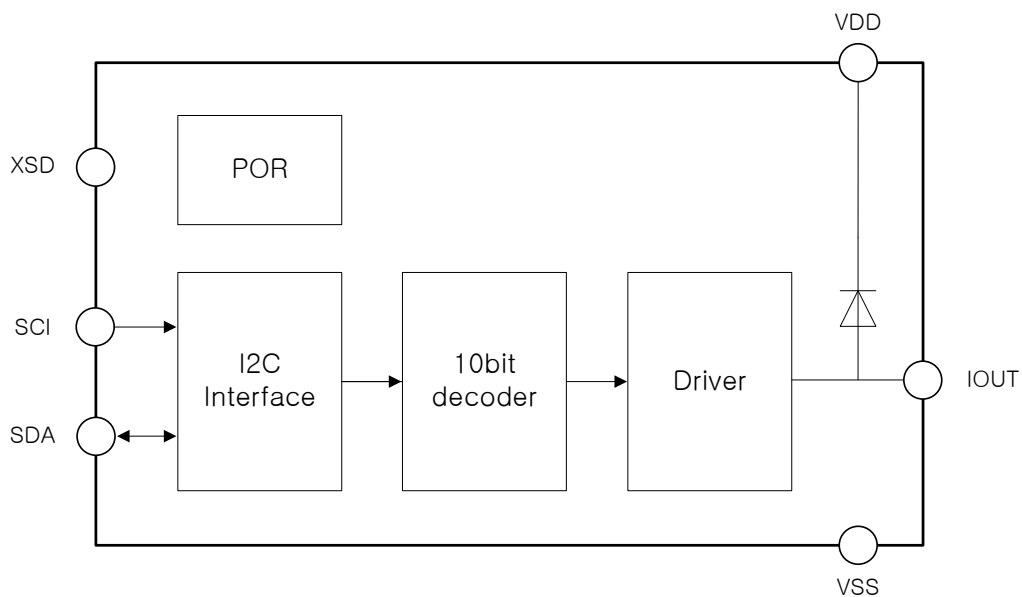 VDD
XSD
POR
SCI
I2C
Interface
10bit
decoder
Driver
IOUT
SDA
VSS